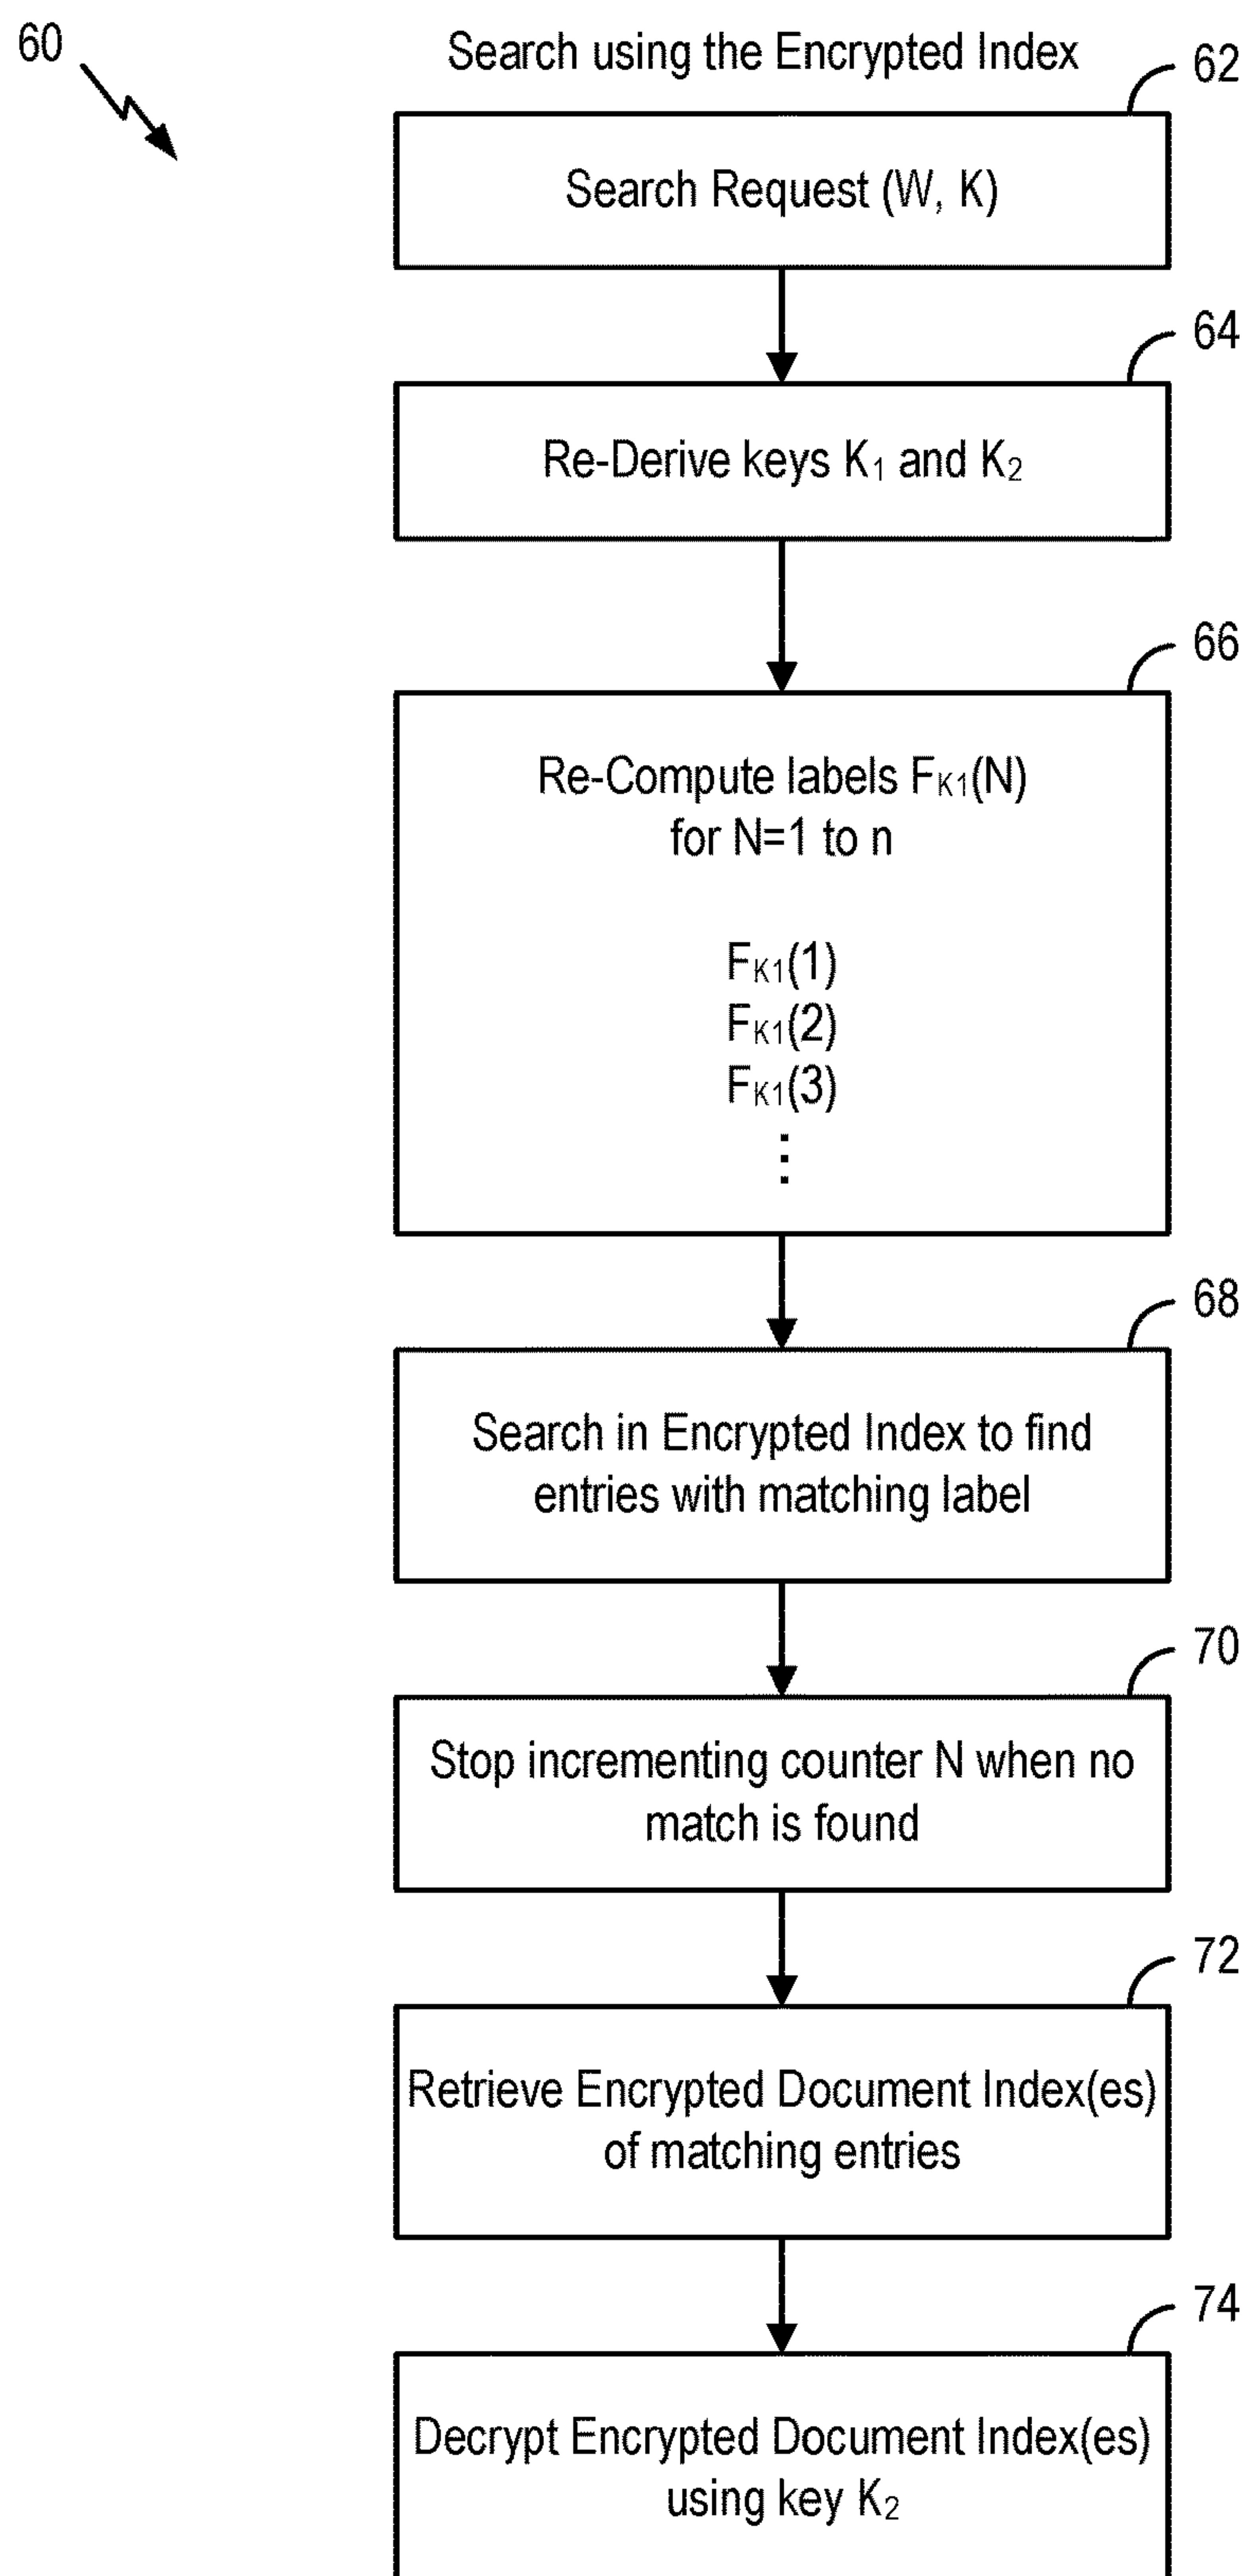 60
Search using the Encrypted Index
62
Search Request (W, K)
64
Re-Derive keys K₁ and K₂
66
Re-Compute labels Fₖ₁(N)
for N=1 to n
Fₖ₁(1)
Fₖ₁(2)
Fₖ₁(3)
⋮
68
Search in Encrypted Index to find
entries with matching label
70
Stop incrementing counter N when no
match is found
72
Retrieve Encrypted Document Index(es)
of matching entries
74
Decrypt Encrypted Document Index(es)
using key K₂